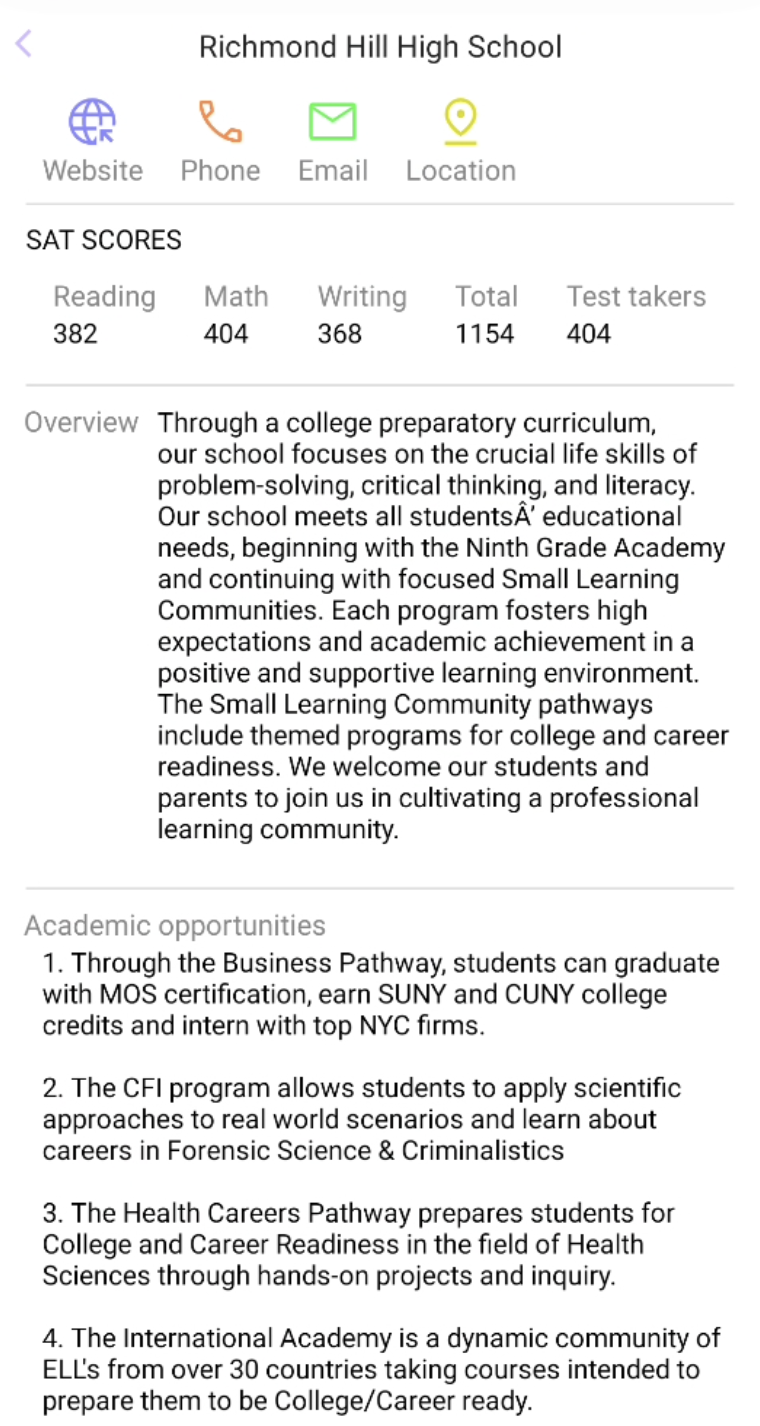 Richmond Hill High School
Website Phone Email Location
SAT SCORES
Reading Math Writing Total Test takers
382 404 368 1154 404
Overview Through a college preparatory curriculum,
our school focuses on the crucial life skills of
problem-solving, critical thinking, and literacy.
Our school meets all studentsÂ’ educational
needs, beginning with the Ninth Grade Academy
and continuing with focused Small Learning
Communities. Each program fosters high
expectations and academic achievement in a
positive and supportive learning environment.
The Small Learning Community pathways
include themed programs for college and career
readiness. We welcome our students and
parents to join us in cultivating a professional
learning community.
Academic opportunities
1. Through the Business Pathway, students can graduate
with MOS certification, earn SUNY and CUNY college
credits and intern with top NYC firms.
2. The CFI program allows students to apply scientific
approaches to real world scenarios and learn about
careers in Forensic Science & Criminalistics
3. The Health Careers Pathway prepares students for
College and Career Readiness in the field of Health
Sciences through hands-on projects and inquiry.
4. The International Academy is a dynamic community of
ELL's from over 30 countries taking courses intended to
prepare them to be College/Career ready.